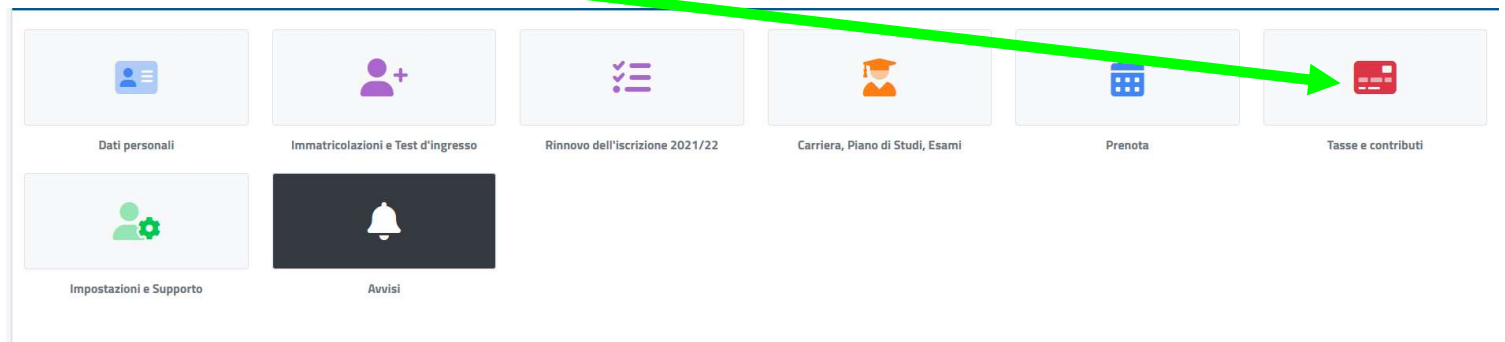 Dati personali
Immatricolazioni e Test d'ingresso
Rinnovo dell'iscrizione 2021/22
Carriera, Piano di Studi, Esami
Prenota
Tasse e contributi
Impostazioni e Supporto
Avvisi